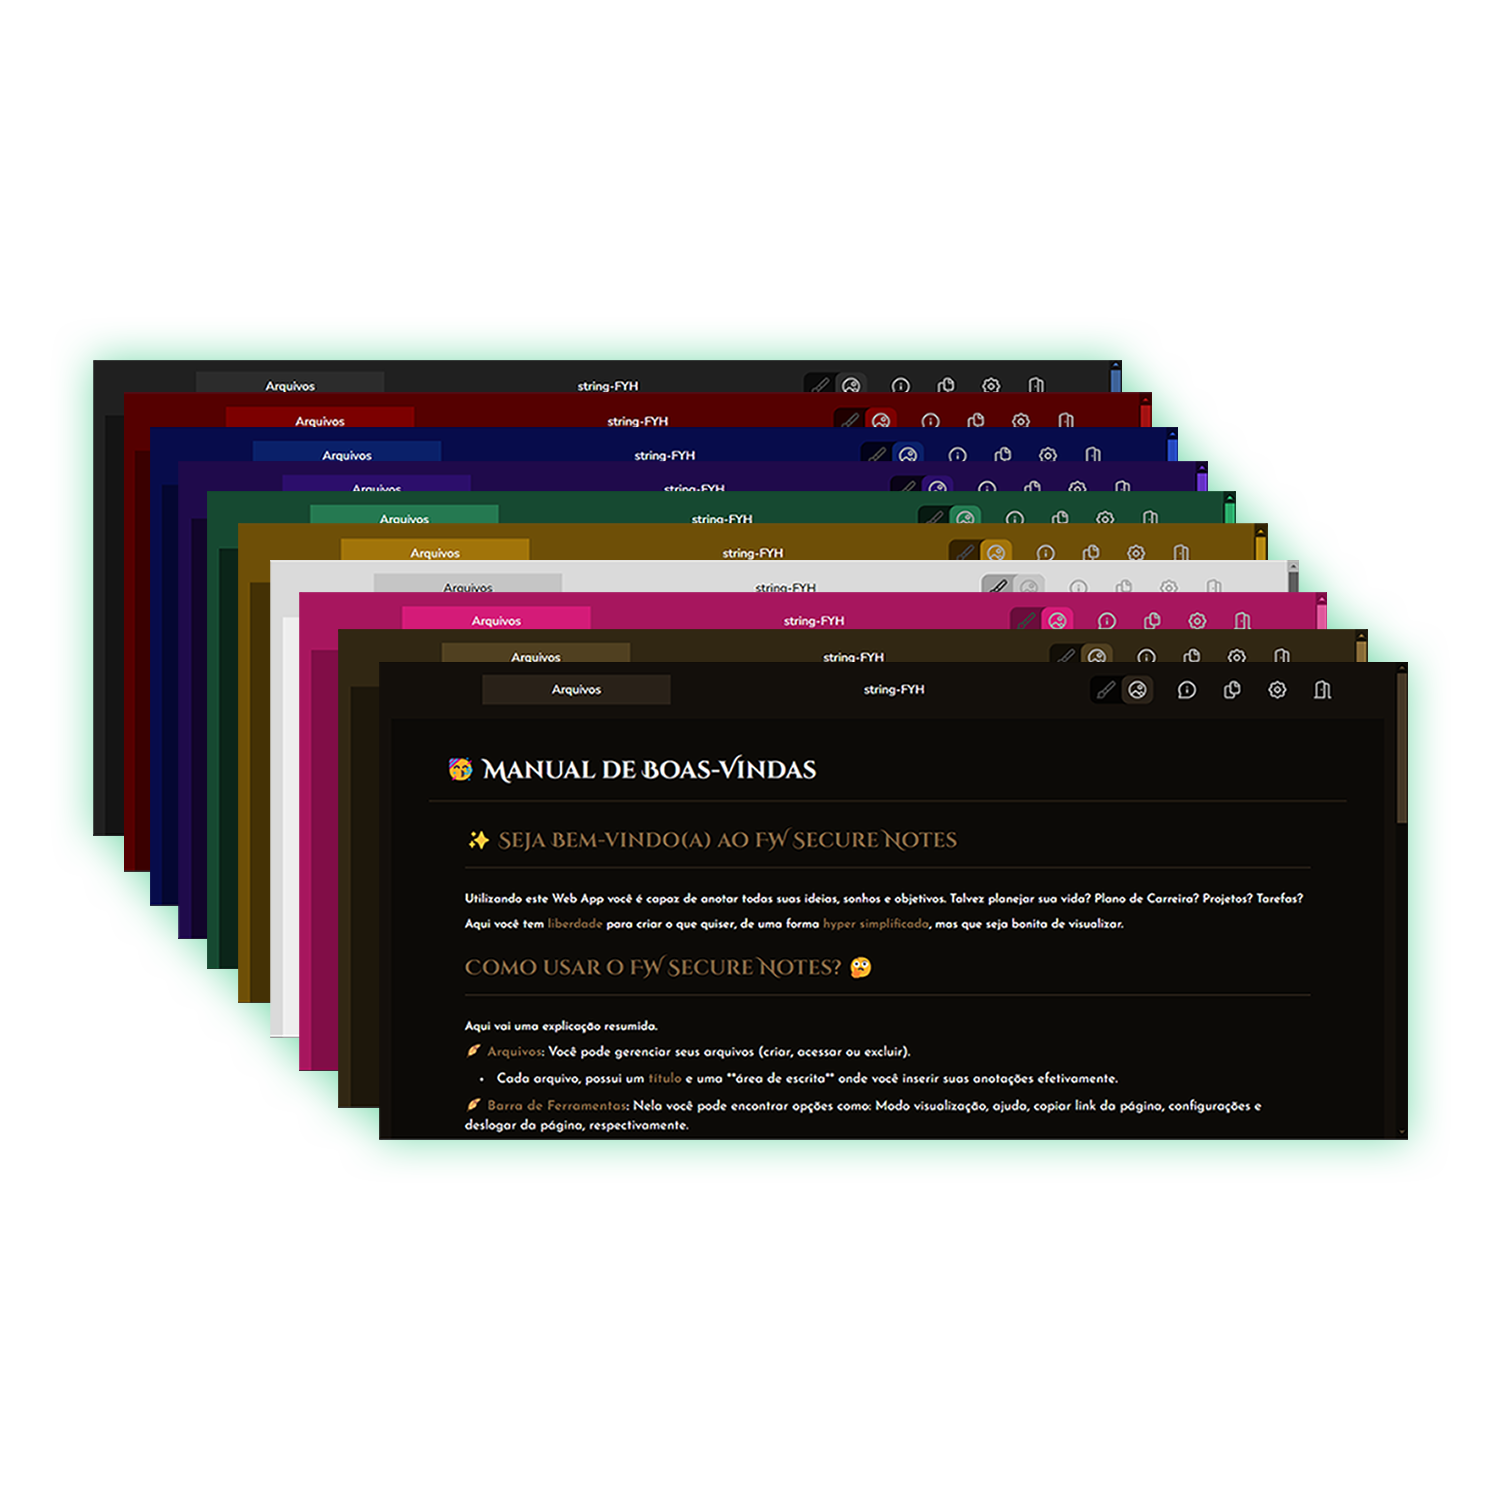 Arquivos string-FYH
Arquivos string-FYH
Arquivos string-FYH
Arquivos string-FYH
Arquivos string-FYH
Arquivos string-FYH
Arquivos string-FYH
Arquivos string-FYH
Arquivos string-FYH
Arquivos string-FYH
🥳 Manual de Boas-Vindas
✨ Seja Bem-vindo(a) ao FW Secure Notes
Utilizando este Web App você é capaz de anotar todas suas ideias, sonhos e objetivos. Talvez planejar sua vida? Plano de Carreira? Projetos? Tarefas?
Aqui você tem liberdade para criar o que quiser, de uma forma hyper simplificada, mas que seja bonita de visualizar.
Como usar o FW Secure Notes? 🤔
Aqui vai uma explicação resumida.
🪶 Arquivos: Você pode gerenciar seus arquivos (criar, acessar ou excluir).
• Cada arquivo, possui um título e uma **área de escrita** onde você inserir suas anotações efetivamente.
🪶 Barra de Ferramentas: Nela você pode encontrar opções como: Modo visualização, ajuda, copiar link da página, configurações e
deslogar da página, respectivamente.